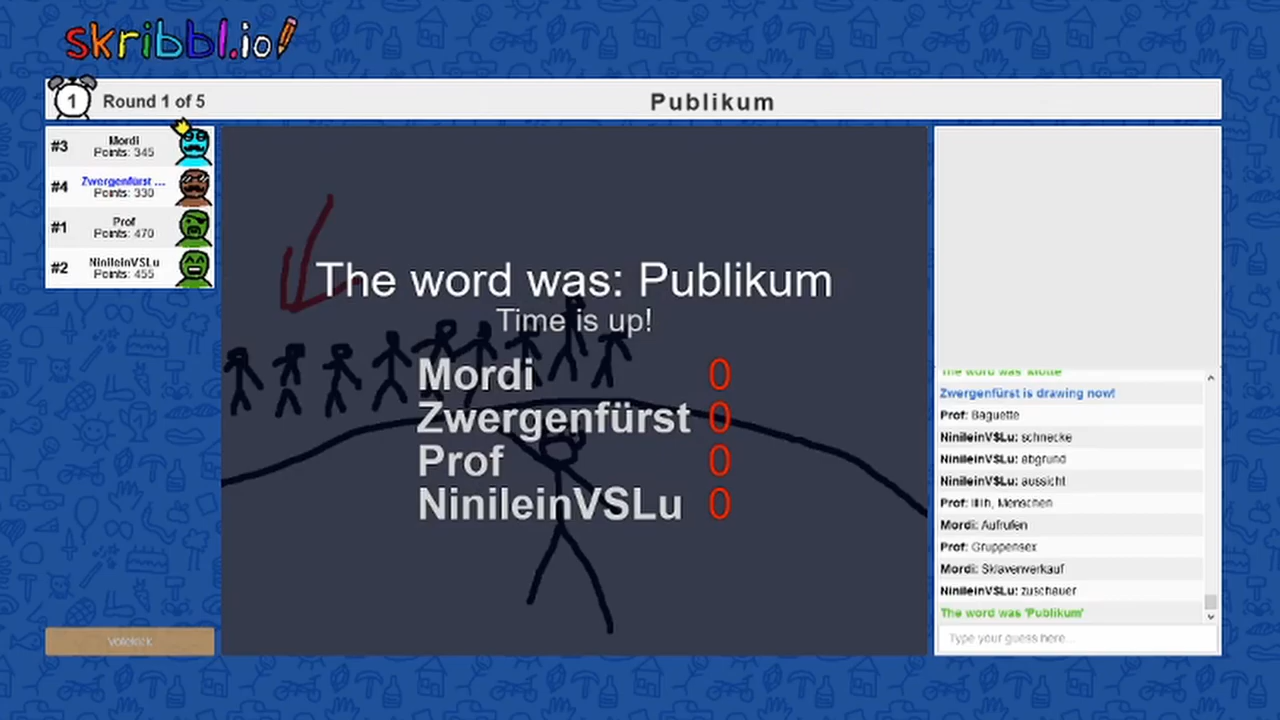 skribbl.io
1
Round 1 of 5
Publikum
#3
Mordi
Points: 345
#4
Zwergenfürst ...
Points: 330
#1
Prof
Points: 470
#2
NinileinVSLu
Points: 455
The word was: Publikum
Time is up!
Mordi 0
Zwergenfürst 0
Prof 0
NinileinVSLu 0
Votekick
Zwergenfürst is drawing now!
Prof: Baguette
NinileinVSLu: schnecke
NinileinVSLu: abgrund
NinileinVSLu: aussicht
Prof: Iiiih, Menschen
Mordi: Aufrufen
Prof: Gruppensex
Mordi: Sklavenverkauf
NinileinVSLu: zuschauer
The word was 'Publikum'
Type your guess here...